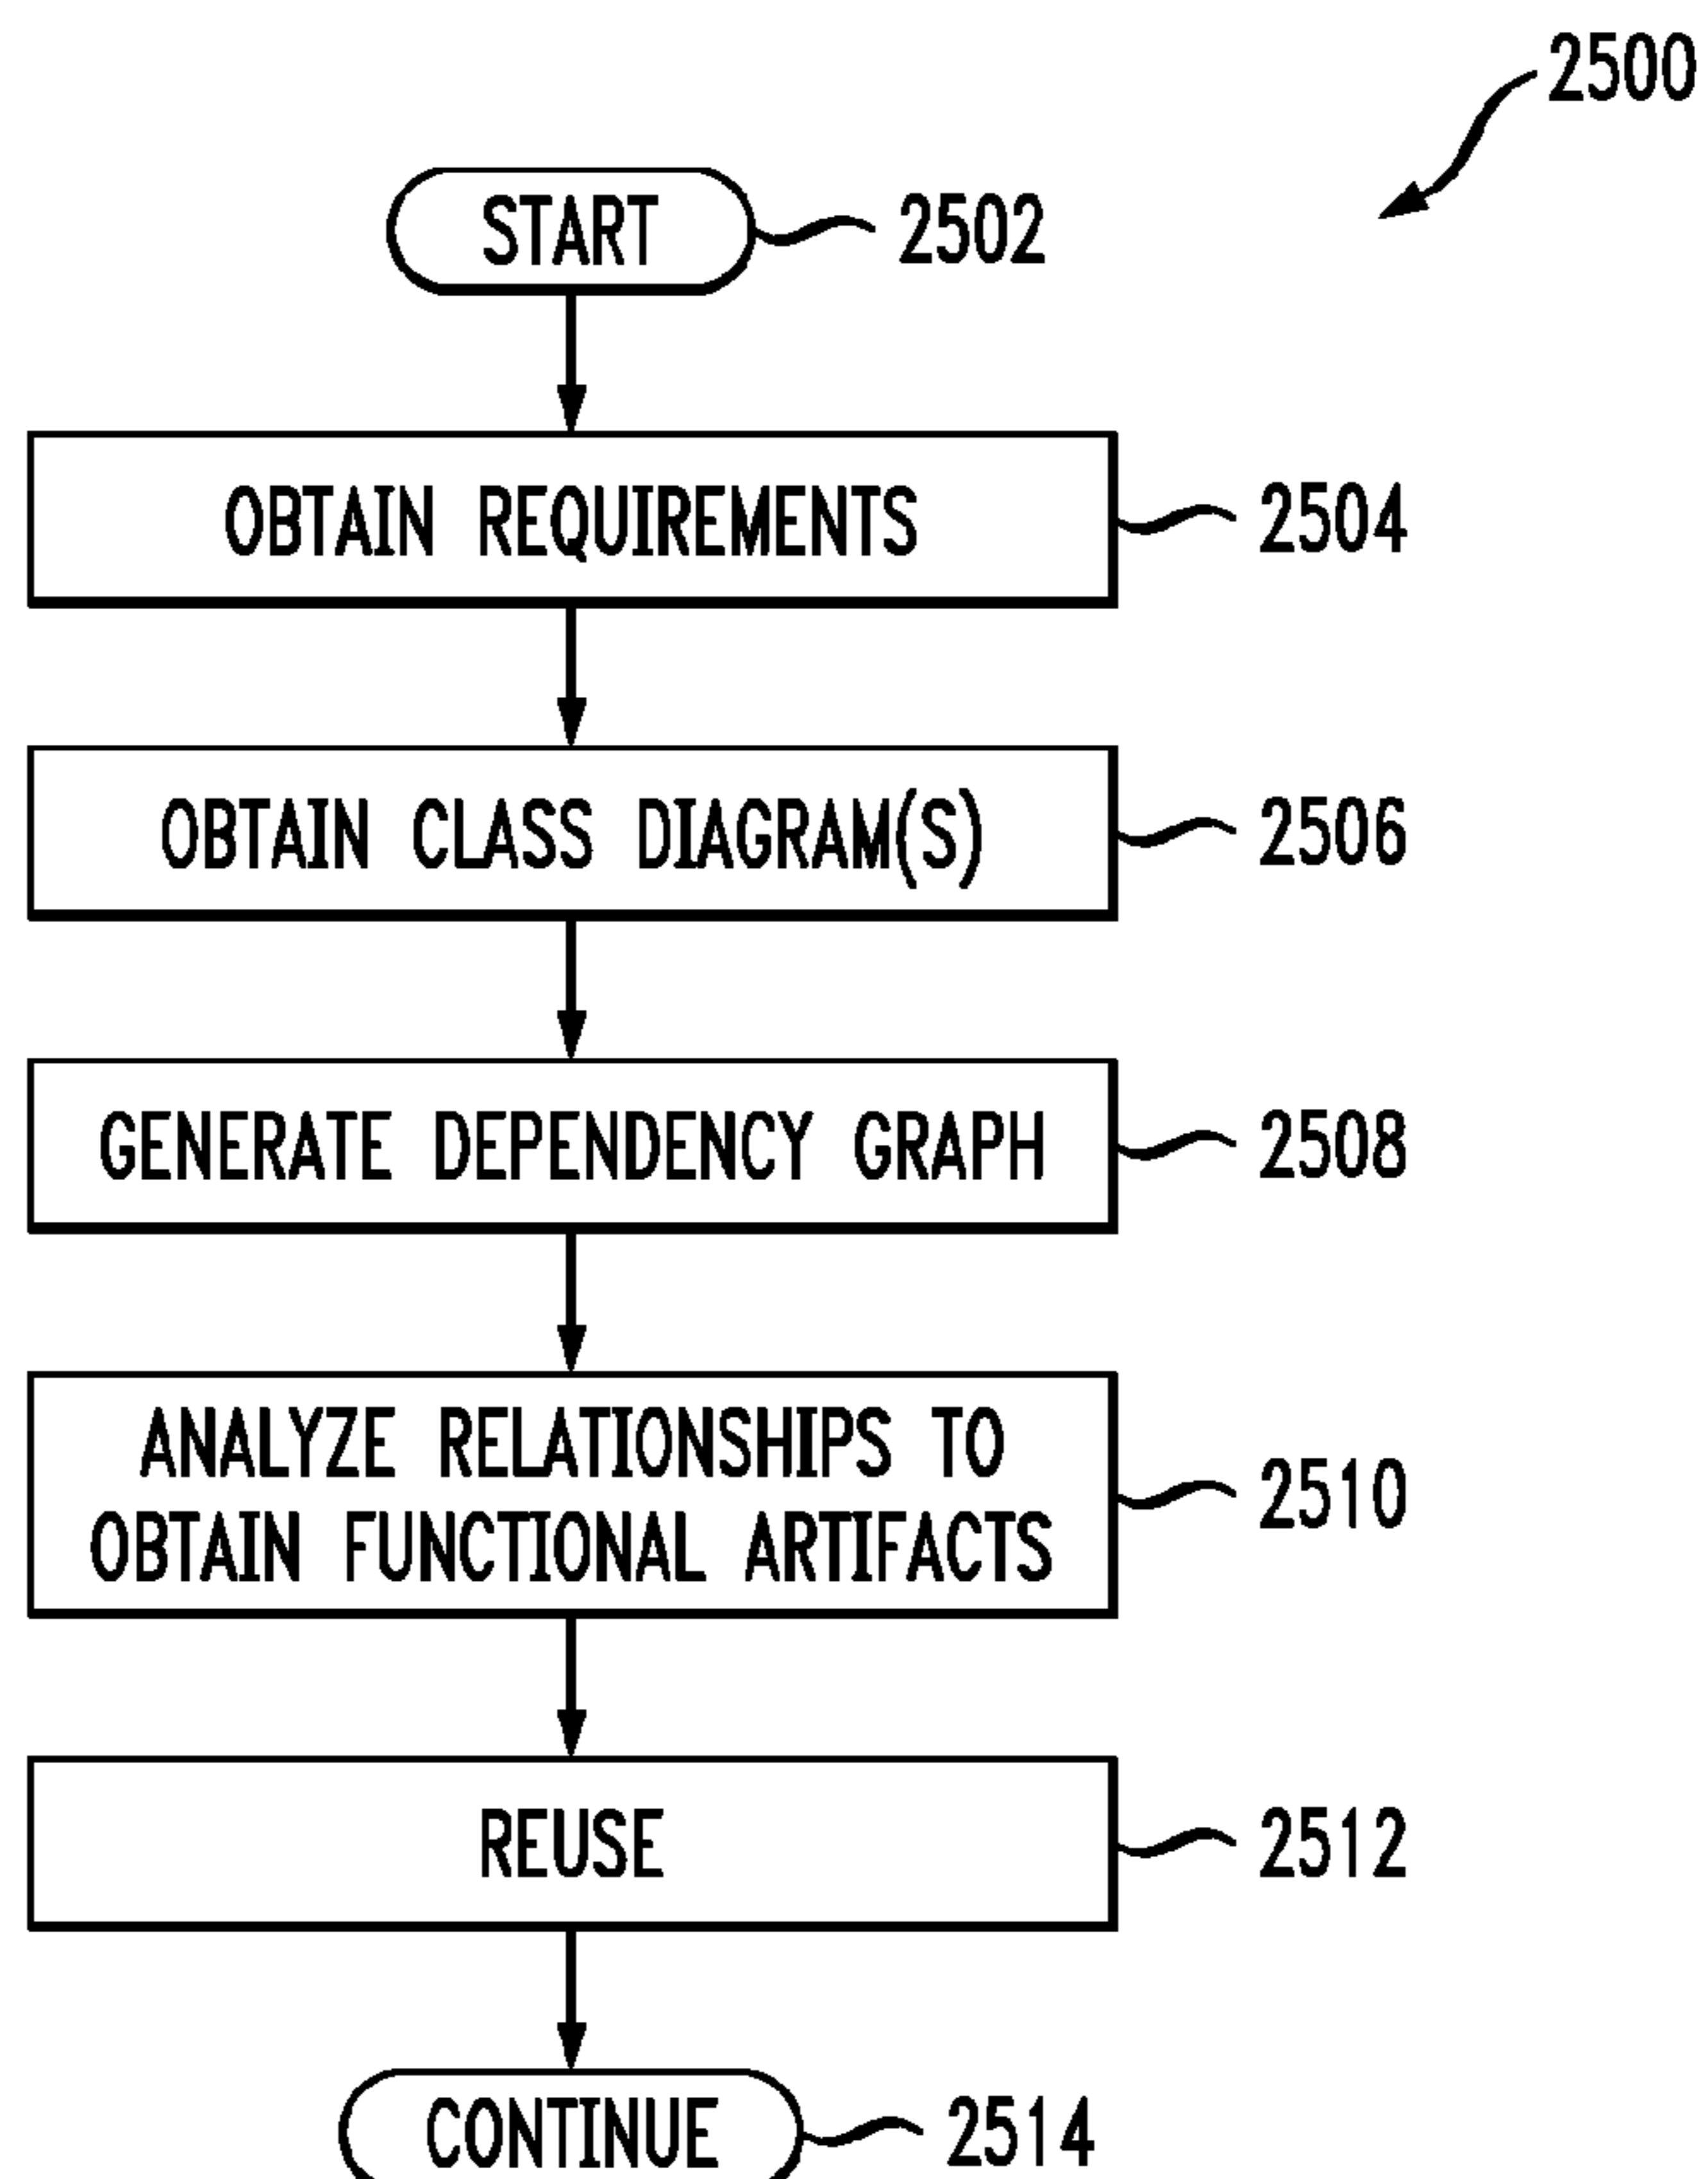 2500
START 2502
OBTAIN REQUIREMENTS 2504
OBTAIN CLASS DIAGRAM(S) 2506
GENERATE DEPENDENCY GRAPH 2508
ANALYZE RELATIONSHIPS TO
OBTAIN FUNCTIONAL ARTIFACTS 2510
REUSE 2512
CONTINUE 2514